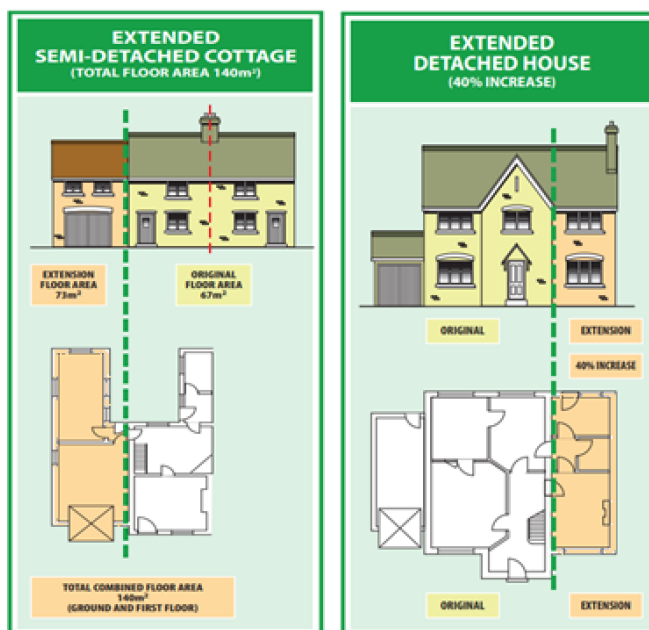 EXTENDED
SEMI-DETACHED COTTAGE
(TOTAL FLOOR AREA 140m²)
EXTENSION
FLOOR AREA
73m²
ORIGINAL
FLOOR AREA
67m²
TOTAL COMBINED FLOOR AREA
140m²
(GROUND AND FIRST FLOOR)
EXTENDED
DETACHED HOUSE
(40% INCREASE)
ORIGINAL
EXTENSION
40% INCREASE
ORIGINAL
EXTENSION